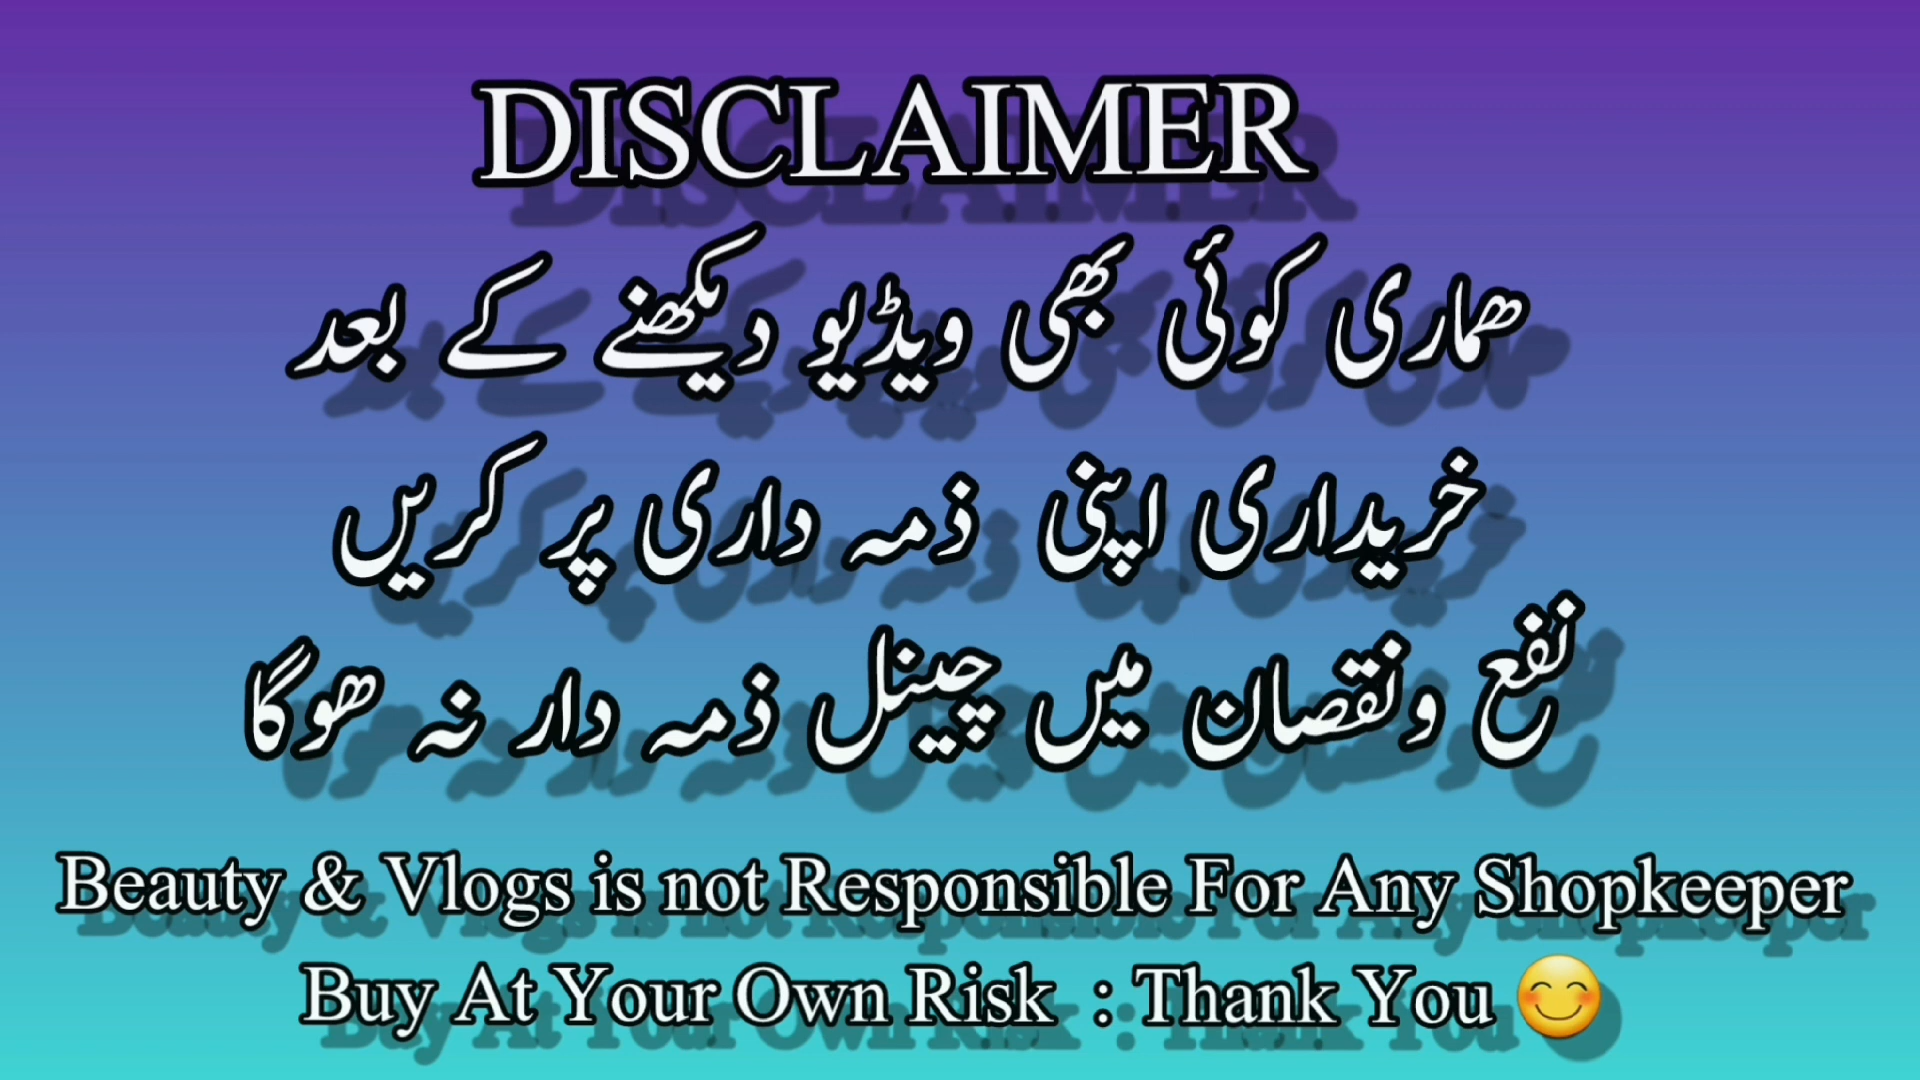 DISCLAIMER
ھماری کوئی بھی ویڈیو دیکھنے کے بعد
خریداری اپنی ذمہ داری پر کریں
نفع ونقصان میں چینل ذمہ دار نہ ھوگا
Beauty & Vlogs is not Responsible For Any Shopkeeper
Buy At Your Own Risk : Thank You 😊